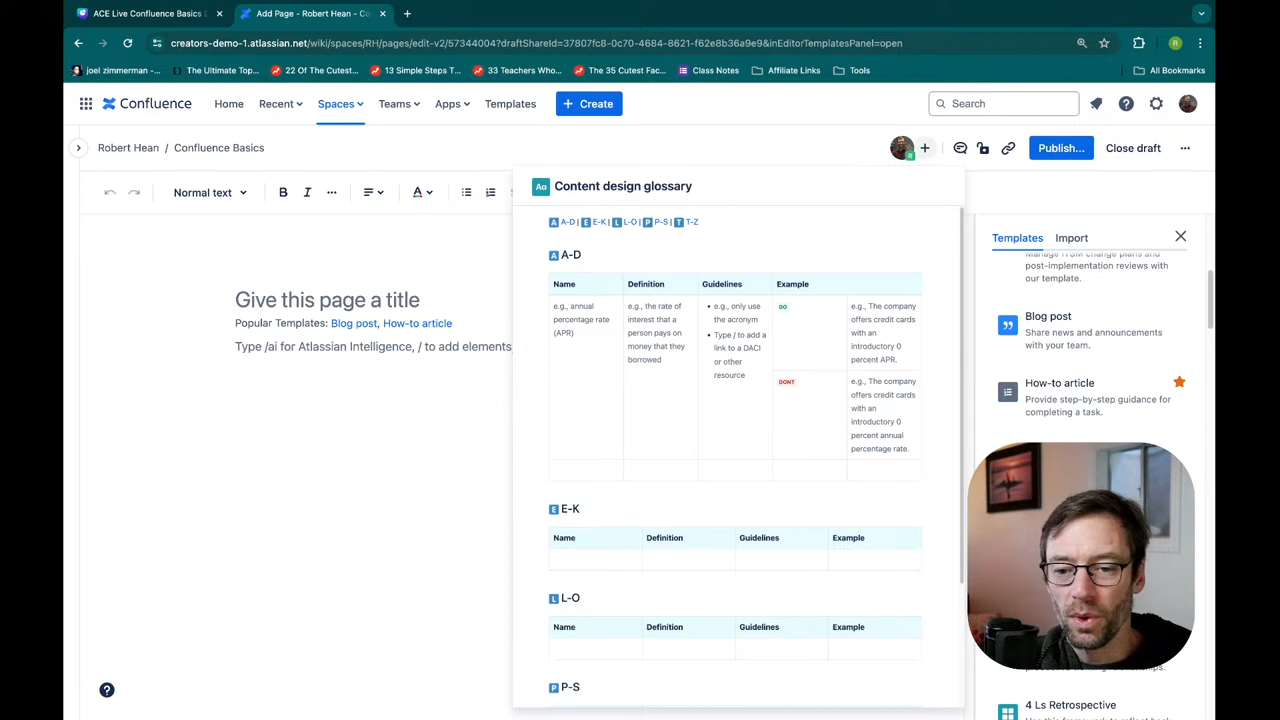 ACE Live Confluence Basics E
Add Page - Robert Hean - Co
creators-demo-1.atlassian.net/wiki/spaces/RH/pages/edit-v2/57344004?draftShareId=37807fc8-0c70-4684-8621-f62e8b36a9e9&inEditorTemplatesPanel=open
joel zimmerman -...
The Ultimate Top...
22 Of The Cutest...
13 Simple Steps T...
33 Teachers Who...
The 35 Cutest Fac...
Class Notes
Affiliate Links
Tools
All Bookmarks
Confluence
Home
Recent
Spaces
Teams
Apps
Templates
+ Create
Search
Robert Hean / Confluence Basics
Publish...
Close draft
Normal text
B
I
A
Give this page a title
Popular Templates: Blog post, How-to article
Type /ai for Atlassian Intelligence, / to add elements
Aa Content design glossary
A A-D | E E-K | L L-O | P P-S | T T-Z
A A-D
Name Definition Guidelines Example
e.g., annual percentage rate (APR)
e.g., the rate of interest that a person pays on money that they borrowed
• e.g., only use the acronym
• Type / to add a link to a DACI or other resource
DO
e.g., The company offers credit cards with an introductory 0 percent APR.
DONT
e.g., The company offers credit cards with an introductory 0 percent annual percentage rate.
E E-K
Name Definition Guidelines Example
L L-O
Name Definition Guidelines Example
P P-S
Templates
Import
Manage ITSM change plans and
post-implementation reviews with
our template.
Blog post
Share news and announcements
with your team.
How-to article
Provide step-by-step guidance for
completing a task.
4 Ls Retrospective